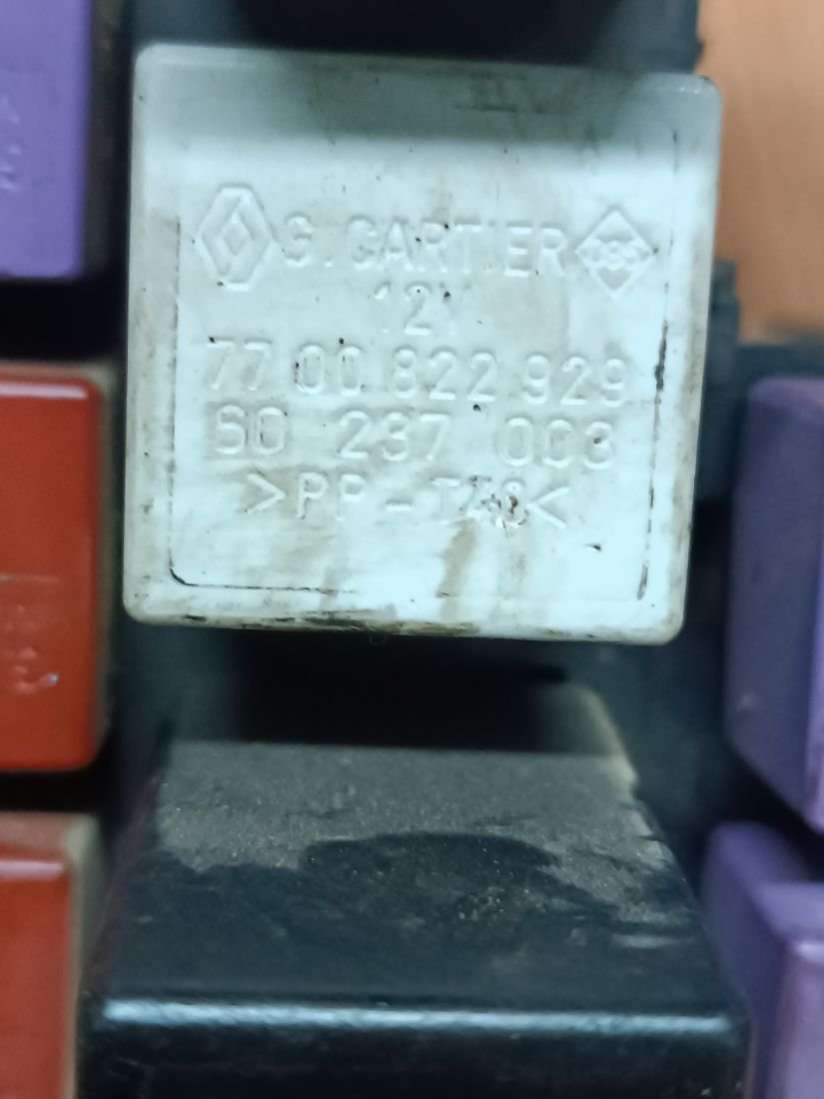 G.CARTIER
12V
77 00 822 929
60 237 003
>PP-T<